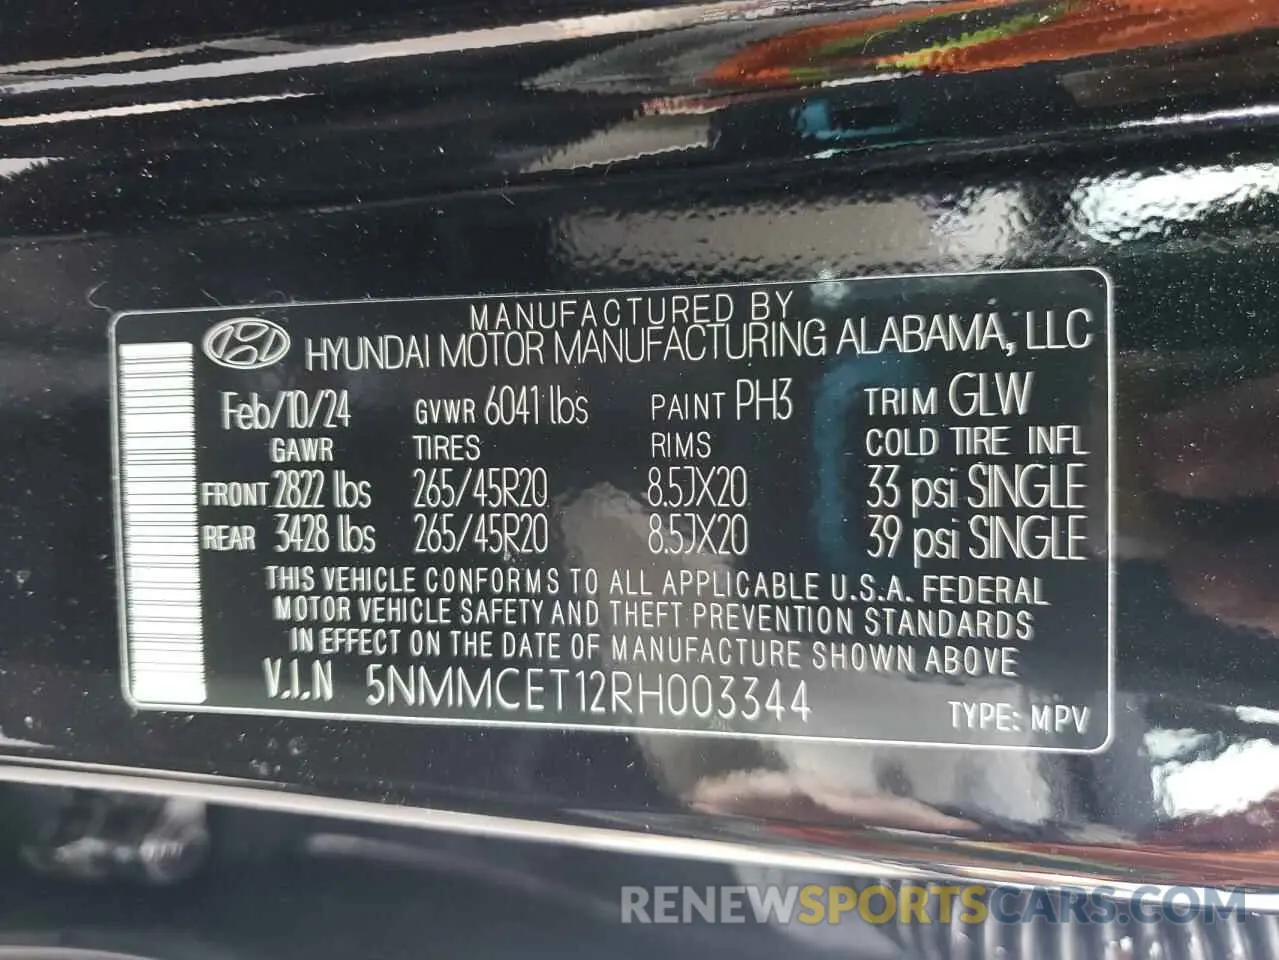 MANUFACTURED BY
HYUNDAI MOTOR MANUFACTURING ALABAMA, LLC
Feb/10/24 GVWR 6041 lbs PAINT PH3 TRIM GLW
GAWR TIRES RIMS COLD TIRE INFL
FRONT 2822 lbs 265/45R20 8.5JX20 33 psi SINGLE
REAR 3428 lbs 265/45R20 8.5JX20 39 psi SINGLE
THIS VEHICLE CONFORMS TO ALL APPLICABLE U.S.A. FEDERAL
MOTOR VEHICLE SAFETY AND THEFT PREVENTION STANDARDS
IN EFFECT ON THE DATE OF MANUFACTURE SHOWN ABOVE
V.I.N 5NMMCET12RH003344 TYPE: MPV
RENEWSPORTSCARS.COM